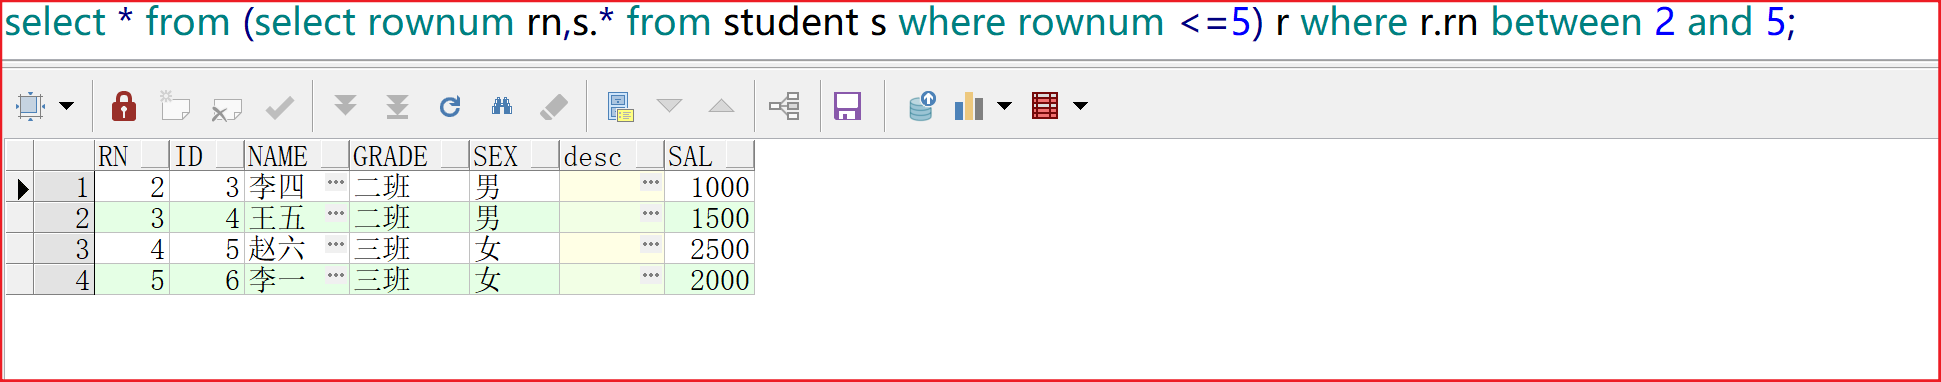 select * from (select rownum rn,s.* from student s where rownum <=5) r where r.rn between 2 and 5;
RN ID NAME GRADE SEX desc SAL
1 2 3 李四 ... 二班 男 ... 1000
2 3 4 王五 ... 二班 男 ... 1500
3 4 5 赵六 ... 三班 女 ... 2500
4 5 6 李一 ... 三班 女 ... 2000